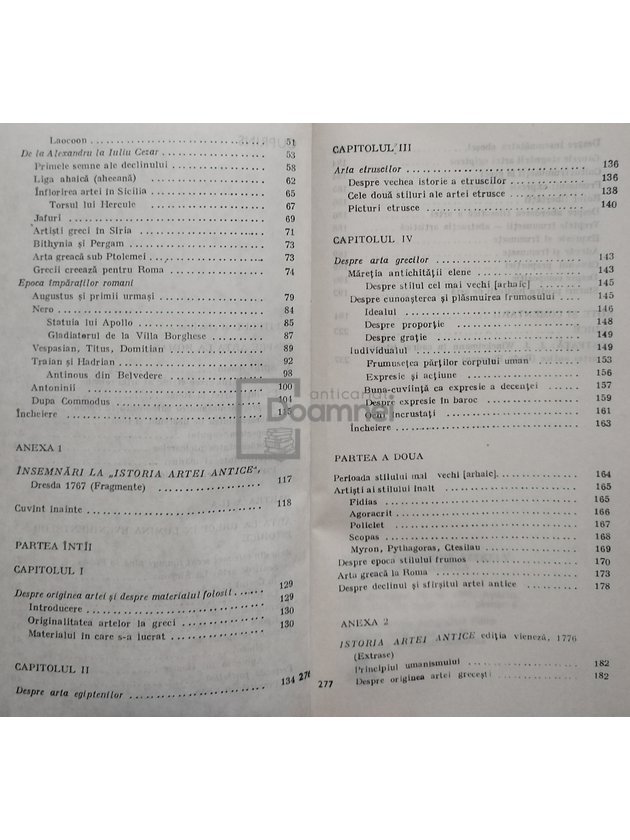 Laocoon 51
De la Alexandru la Iuliu Cezar 53
Primele semne ale declinului 58
Liga ahaică (aheeană) 62
Înflorirea artei în Sicilia 65
Torsul lui Hercule 67
Jafuri 69
Artiști greci în Siria 71
Bithynia și Pergam 73
Arta greacă sub Ptolemei 73
Grecii creează pentru Roma 74
Epoca împăraților romani
Augustus și primii urmași 79
Nero 84
Statuia lui Apollo 85
Gladiatorul de la Villa Borghese 87
Vespasian, Titus, Domitian 89
Traian și Hadrian 92
Antinous din Belvedere 98
Antoninii 100
După Commodus 104
Încheiere 115
ANEXA 1
ÎNSEMNĂRI LA „ISTORIA ARTEI ANTICE",
Dresda 1767 (Fragmente) 117
Cuvînt înainte 118
PARTEA ÎNTÎI
CAPITOLUL I
Despre originea artei și despre materialul folosit 129
Introducere 129
Originalitatea artelor la greci 130
Materialul în care s-a lucrat 130
CAPITOLUL II
Despre arta egiptenilor 134
276
CAPITOLUL III
Arta etruscilor 136
Despre vechea istorie a etruscilor 136
Cele două stiluri ale artei etrusce 138
Picturi etrusce 140
CAPITOLUL IV
Despre arta grecilor 143
Măreția antichității elene 143
Despre stilul cel mai vechi [arhaic] 145
Despre cunoașterea și plăsmuirea frumosului 145
Idealul 146
Despre proporție 148
Despre grație 149
Individualul 149
Frumusețea părților corpului uman 153
Expresie și acțiune 156
Buna-cuviință ca expresie a decenței 157
Despre expresie în baroc 159
Ochi incrustați 161
Încheiere 163
PARTEA A DOUA
Perioada stilului mai vechi [arhaic] 164
Artiști ai stilului înalt 165
Fidias 165
Agoracrit 166
Policlet 167
Scopas 168
Myron, Pythagoras, Ctesilau 169
Despre epoca stilului frumos 170
Arta greacă la Roma 173
Despre declinul și sfîrșitul artei antice 178
ANEXA 2
ISTORIA ARTEI ANTICE ediția vieneză, 1776
(Extrase)
Principiul umanismului 182
Despre originea artei grecești 182
277
anticariat
Doamnei